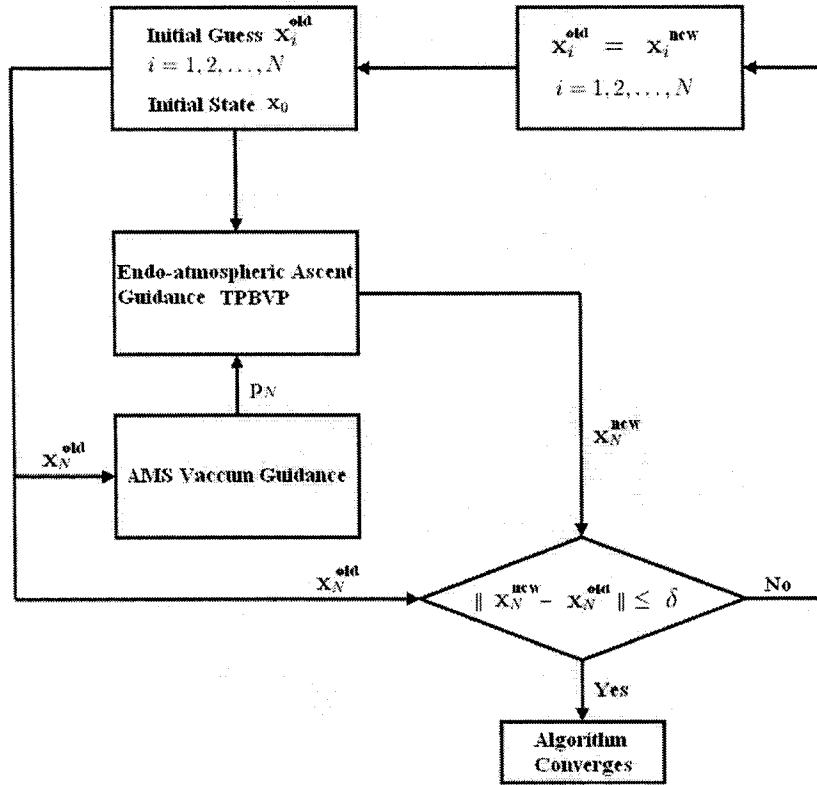 Initial Guess x_i^old
i = 1, 2, ..., N
Initial State x_0
x_i^old = x_i^new
i = 1, 2, ..., N
Endo-atmospheric Ascent
Guidance TPBVP
P_N
x_N^new
x_N^old
AMS Vaccum Guidance
x_N^old
‖ x_N^new - x_N^old ‖ ≤ δ
No
Yes
Algorithm
Converges